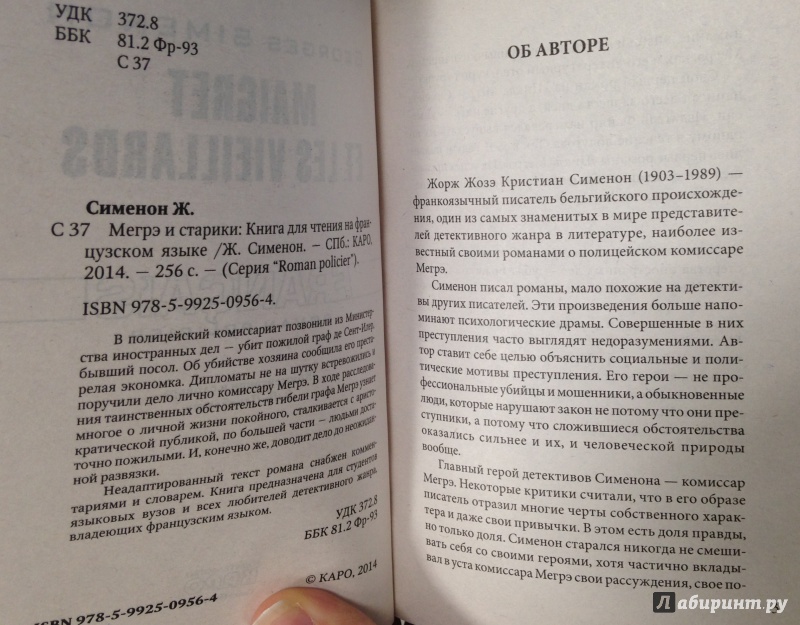 УДК 372.8
ББК 81.2 Фр-93
С 37
Сименон Ж.
С 37 Мегрэ и старики: Книга для чтения на фран-
цузском языке /Ж. Сименон. – СПб.: КАРО,
2014. — 256 с. — (Серия "Roman policier").
ISBN 978-5-9925-0956-4.
В полицейский комиссариат позвонили из Министер-
ства иностранных дел – убит пожилой граф де Сент-Илер,
бывший посол. Об убийстве хозяина сообщила его прест-
релая экономка. Дипломаты не на шутку встревожились и
поручили дело лично комиссару Мегрэ. В ходе расследова-
ния таинственных обстоятельств гибели графа Мегрэ узнает
многое о личной жизни покойного, сталкивается с аристо-
кратической публикой, по большей части – людьми доста-
точно пожилыми. И, конечно же, доводит дело до неожидан-
ной развязки.
Неадаптированный текст романа снабжен коммен-
тариями и словарем. Книга предназначена для студентов
языковых вузов и всех любителей детективного жанра,
владеющих французским языком.
УДК 372.8
ББК 81.2 Фр-93
© КАРО, 2014
ISBN 978-5-9925-0956-4
MAIGRET
ET LES VIEILLARDS
ОБ АВТОРЕ
Жорж Жозэ Кристиан Сименон (1903–1989) —
франкоязычный писатель бельгийского происхожде-
ния, один из самых знаменитых в мире представите-
лей детективного жанра в литературе, наиболее из-
вестный своими романами о полицейском комиссаре
Мегрэ.
Сименон писал романы, мало похожие на детекти-
вы других писателей. Эти произведения больше напо-
минают психологические драмы. Совершенные в них
преступления часто выглядят недоразумениями. Ав-
тор ставит себе целью объяснить социальные и поли-
тические мотивы преступления. Его герои — не про-
фессиональные убийцы и мошенники, а обыкновенные
люди, которые нарушают закон не потому что они пре-
ступники, а потому что сложившиеся обстоятельства
оказались сильнее и их, и человеческой природы
вообще.
Главный герой детективов Сименона — комиссар
Мегрэ. Некоторые критики считали, что в его образе
писатель отразил многие черты собственного харак-
тера и даже свои привычки. В этом есть доля правды,
но только доля. Сименон старался никогда не смеши-
вать себя со своими героями, хотя частично вклады-
вал в уста комиссара Мегрэ свои рассуждения, свое по-
Лабиринт.ру